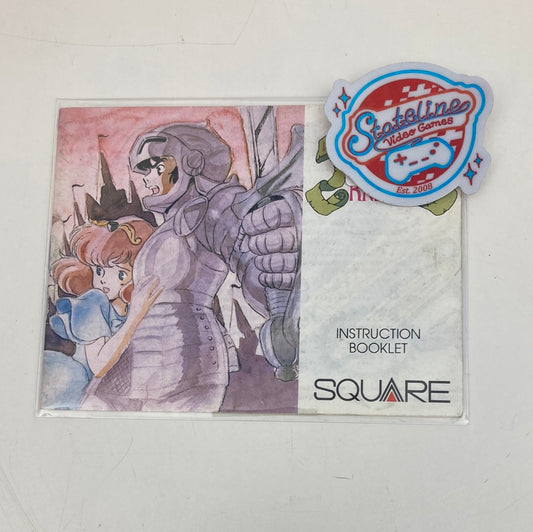 Stateline
Video Games
Est. 2008
INSTRUCTION
BOOKLET
SQUARE